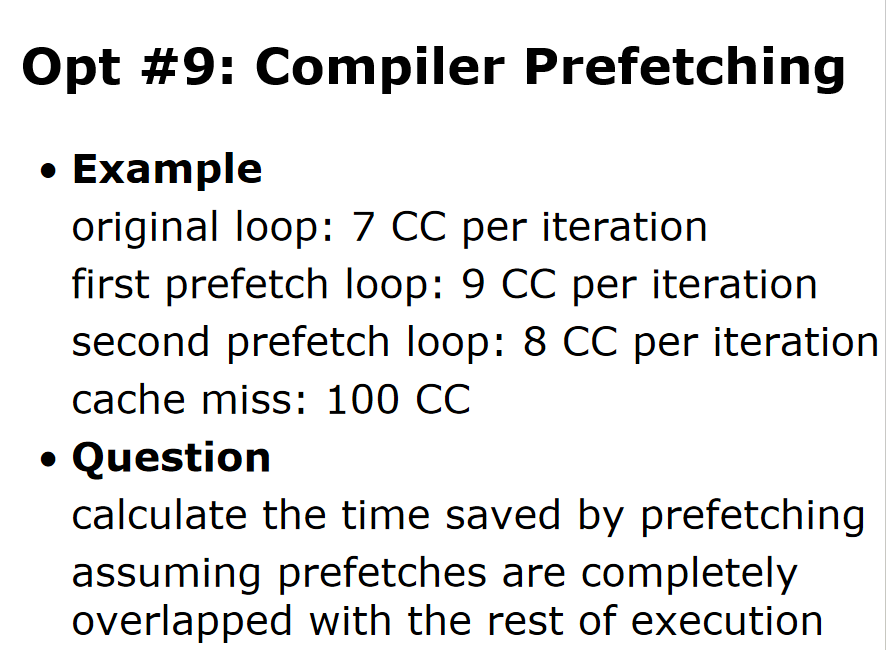 Opt #9: Compiler Prefetching
• Example
original loop: 7 CC per iteration
first prefetch loop: 9 CC per iteration
second prefetch loop: 8 CC per iteration
cache miss: 100 CC
• Question
calculate the time saved by prefetching
assuming prefetches are completely
overlapped with the rest of execution